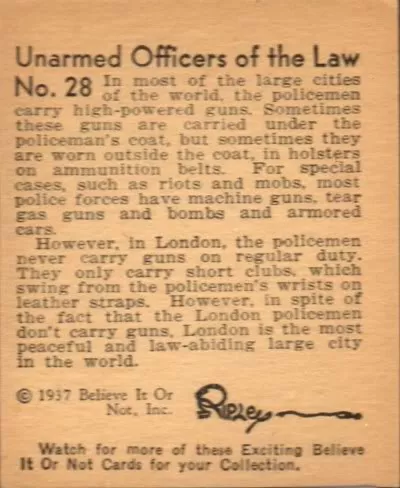 Unarmed Officers of the Law
No. 28 In most of the large cities
of the world, the policemen
carry high-powered guns. Sometimes
these guns are carried under the
policeman's coat, but sometimes they
are worn outside the coat, in holsters
on ammunition belts. For special
cases, such as riots and mobs, most
police forces have machine guns, tear
gas guns and bombs and armored
cars.
However, in London, the policemen
never carry guns on regular duty.
They only carry short clubs, which
swing from the policemen's wrists on
leather straps. However, in spite of
the fact that the London policemen
don't carry guns, London is the most
peaceful and law-abiding large city
in the world.
© 1937 Believe It Or
Not, Inc.
Ripley
Watch for more of these Exciting Believe
It Or Not Cards for your Collection.